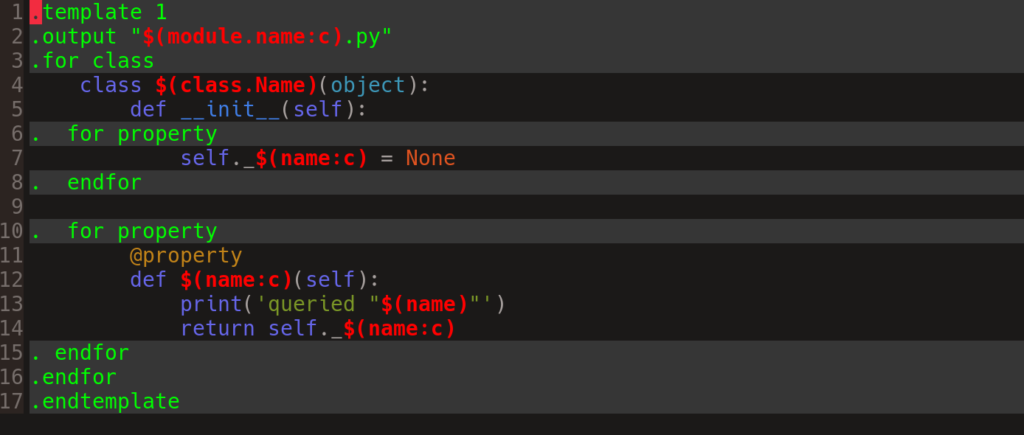 1 .template 1
2 .output "$(module.name:c).py"
3 .for class
4     class $(class.Name)(object):
5         def __init__(self):
6 .  for property
7             self._$(name:c) = None
8 .  endfor
9
10 .  for property
11         @property
12         def $(name:c)(self):
13             print('queried "$(name)"')
14             return self._$(name:c)
15 . endfor
16 .endfor
17 .endtemplate